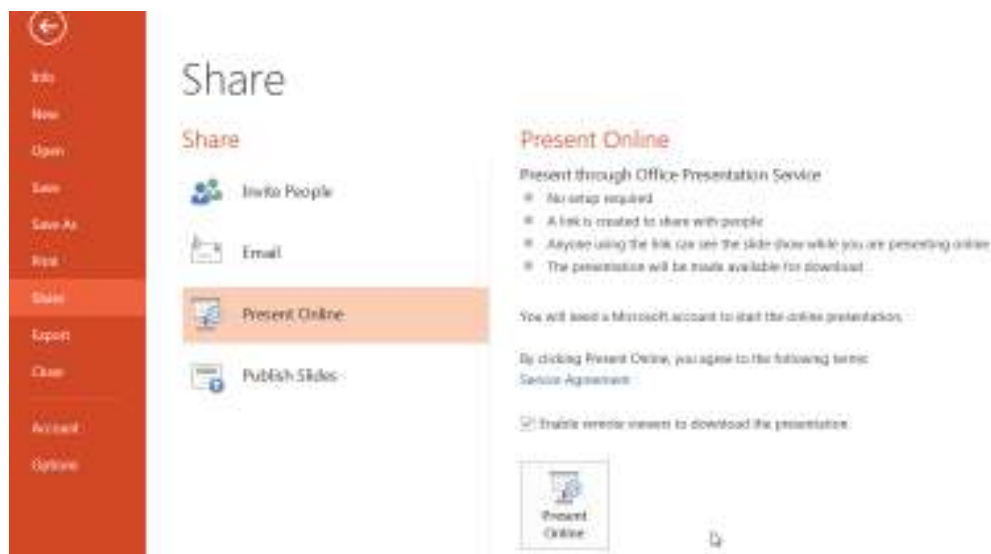 Info
New
Open
Save
Save As
Print
Share
Export
Close
Account
Options
Share
Share
Invite People
Email
Present Online
Publish Slides
Present Online
Present through Office Presentation Service
No setup required
A link is created to share with people
Anyone using the link can see the slide show while you are presenting online
The presentation will be made available for download
You will need a Microsoft account to start the online presentation.
By clicking Present Online, you agree to the following terms:
Service Agreement
Enable remote viewers to download the presentation
Present
Online